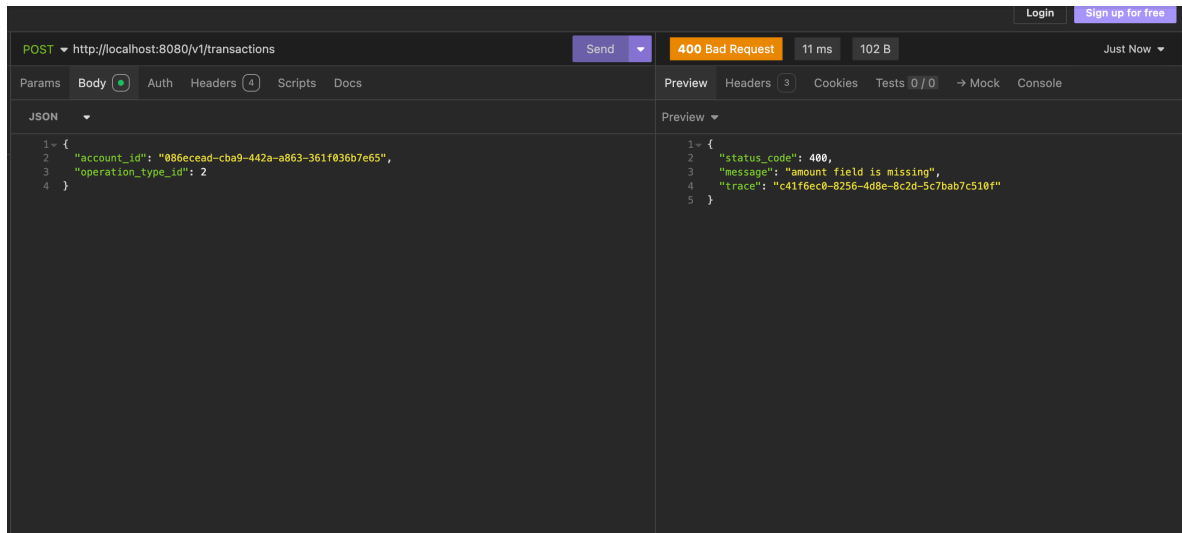 Login Sign up for free
POST http://localhost:8080/v1/transactions Send 400 Bad Request 11 ms 102 B Just Now
Params Body Auth Headers 4 Scripts Docs Preview Headers 3 Cookies Tests 0 / 0 → Mock Console
JSON Preview
1 {
2 "account_id": "086ecead-cba9-442a-a863-361f036b7e65",
3 "operation_type_id": 2
4 }
1 {
2 "status_code": 400,
3 "message": "amount field is missing",
4 "trace": "c41f6ec0-8256-4d8e-8c2d-5c7bab7c510f"
5 }